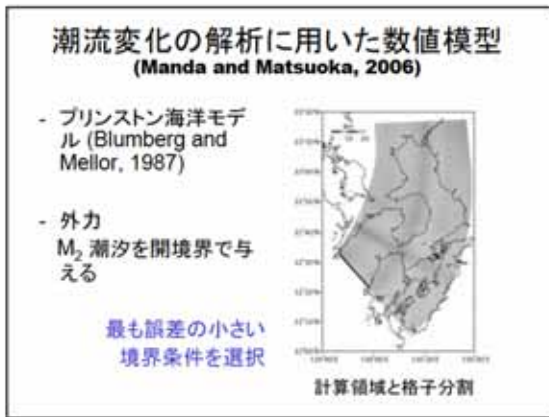 潮流変化の解析に用いた数値模型
(Manda and Matsuoka, 2006)
- プリンストン海洋モデ
ル (Blumberg and
Mellor, 1987)
- 外力
M₂ 潮汐を開境界で与
える
最も誤差の小さい
境界条件を選択
計算領域と格子分割